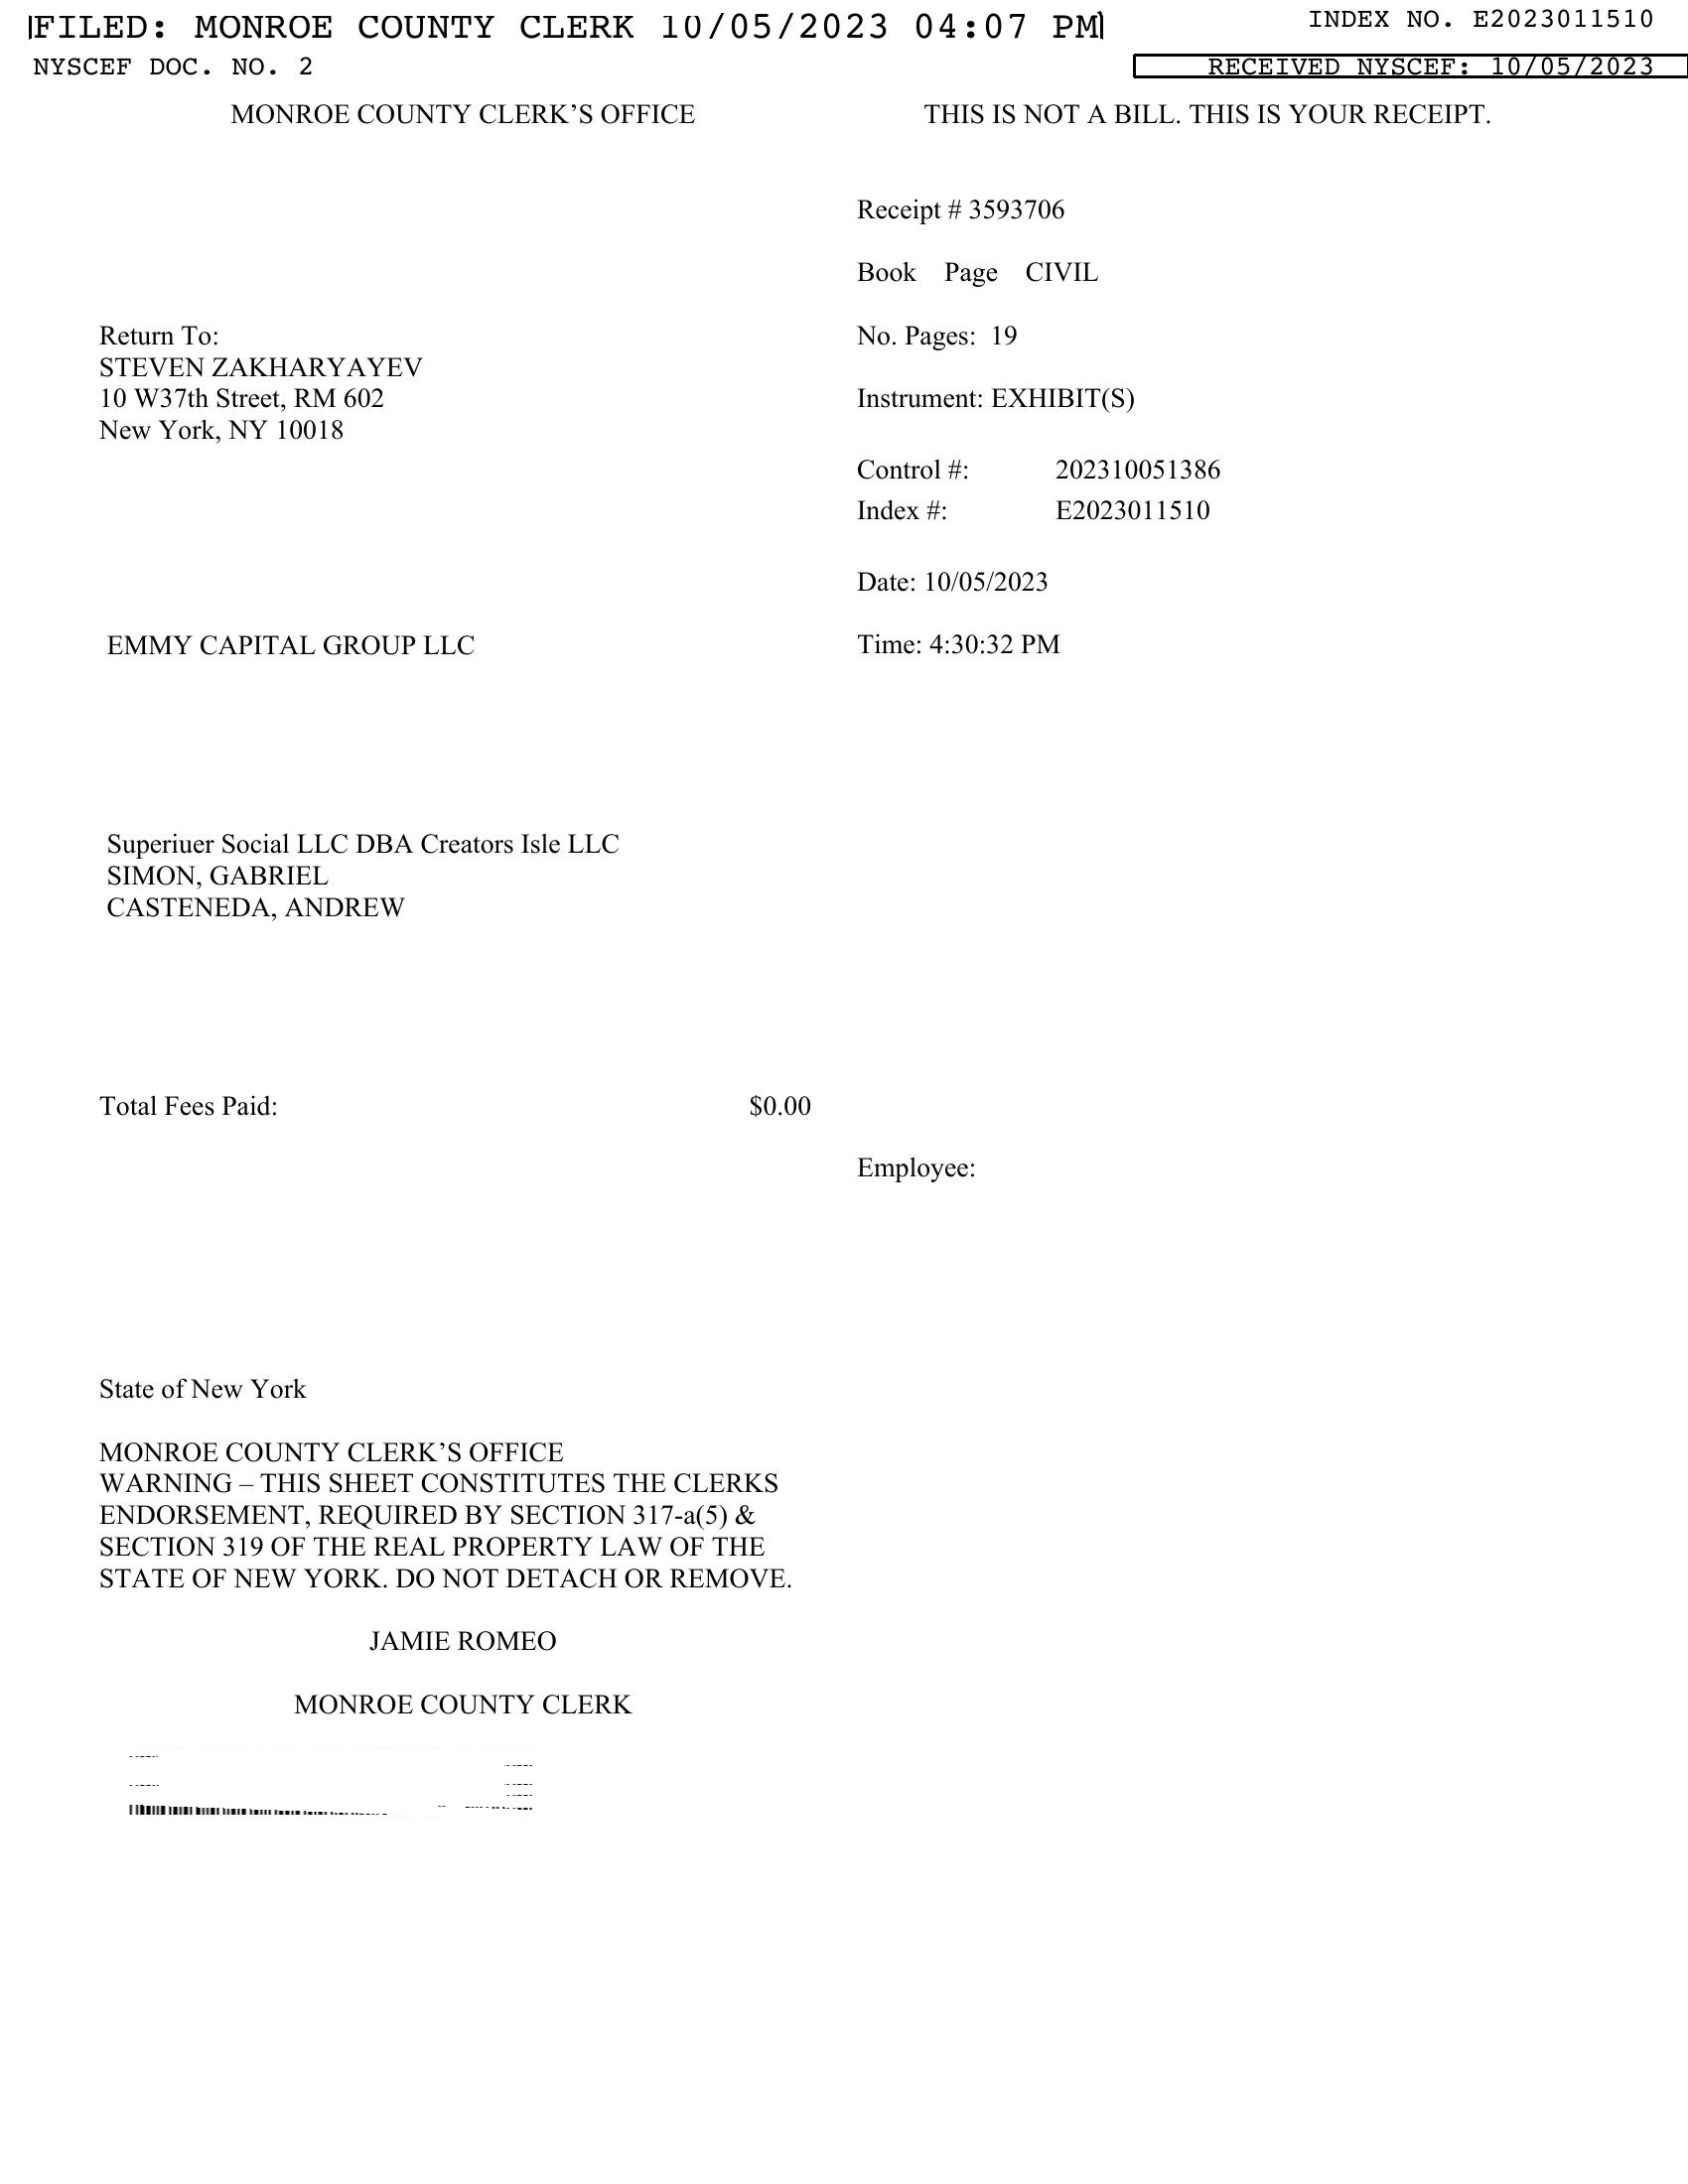 FILED: MONROE COUNTY CLERK 10/05/2023 04:07 PM
INDEX NO. E2023011510
NYSCEF DOC. NO. 2
RECEIVED NYSCEF: 10/05/2023
MONROE COUNTY CLERK’S OFFICE
THIS IS NOT A BILL. THIS IS YOUR RECEIPT.
Receipt # 3593706
Book Page CIVIL
Return To:
No. Pages: 19
STEVEN ZAKHARYAYEV
10 W37th Street, RM 602
Instrument: EXHIBIT(S)
New York, NY 10018
Control #: 202310051386
Index #: E2023011510
Date: 10/05/2023
EMMY CAPITAL GROUP LLC
Time: 4:30:32 PM
Superiuer Social LLC DBA Creators Isle LLC
SIMON, GABRIEL
CASTENEDA, ANDREW
Total Fees Paid: $0.00
Employee:
State of New York
MONROE COUNTY CLERK’S OFFICE
WARNING – THIS SHEET CONSTITUTES THE CLERKS
ENDORSEMENT, REQUIRED BY SECTION 317-a(5) &
SECTION 319 OF THE REAL PROPERTY LAW OF THE
STATE OF NEW YORK. DO NOT DETACH OR REMOVE.
JAMIE ROMEO
MONROE COUNTY CLERK